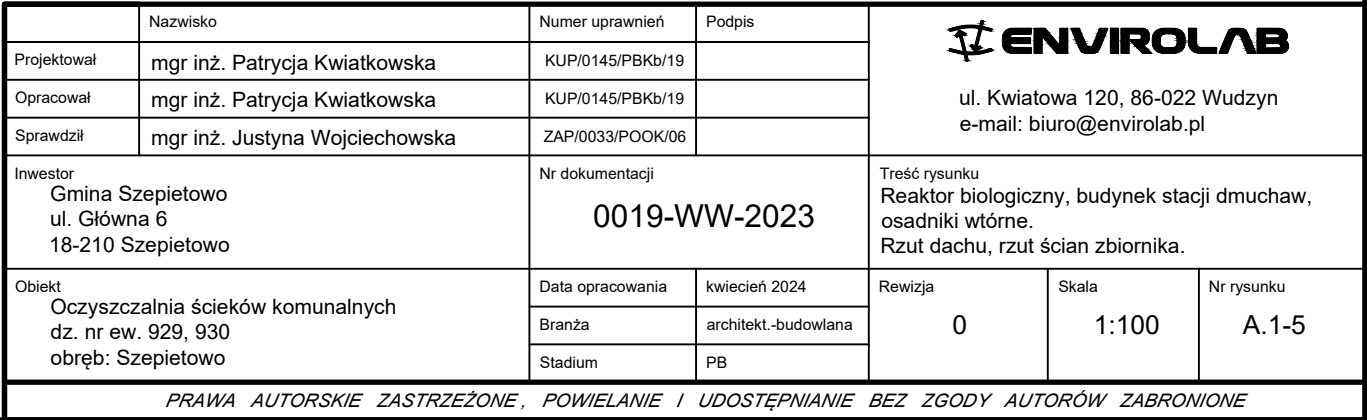 Nazwisko Numer uprawnień Podpis
Projektował mgr inż. Patrycja Kwiatkowska KUP/0145/PBKb/19
Opracował mgr inż. Patrycja Kwiatkowska KUP/0145/PBKb/19
Sprawdził mgr inż. Justyna Wojciechowska ZAP/0033/POOK/06
ENVIROLAB
ul. Kwiatowa 120, 86-022 Wudzyn
e-mail: biuro@envirolab.pl
Inwestor
Gmina Szepietowo
ul. Główna 6
18-210 Szepietowo
Nr dokumentacji
0019-WW-2023
Treść rysunku
Reaktor biologiczny, budynek stacji dmuchaw,
osadniki wtórne.
Rzut dachu, rzut ścian zbiornika.
Obiekt
Oczyszczalnia ścieków komunalnych
dz. nr ew. 929, 930
obręb: Szepietowo
Data opracowania kwiecień 2024
Branża architekt.-budowlana
Stadium PB
Rewizja
0
Skala
1:100
Nr rysunku
A.1-5
PRAWA AUTORSKIE ZASTRZEŻONE, POWIELANIE I UDOSTĘPNIANIE BEZ ZGODY AUTORÓW ZABRONIONE